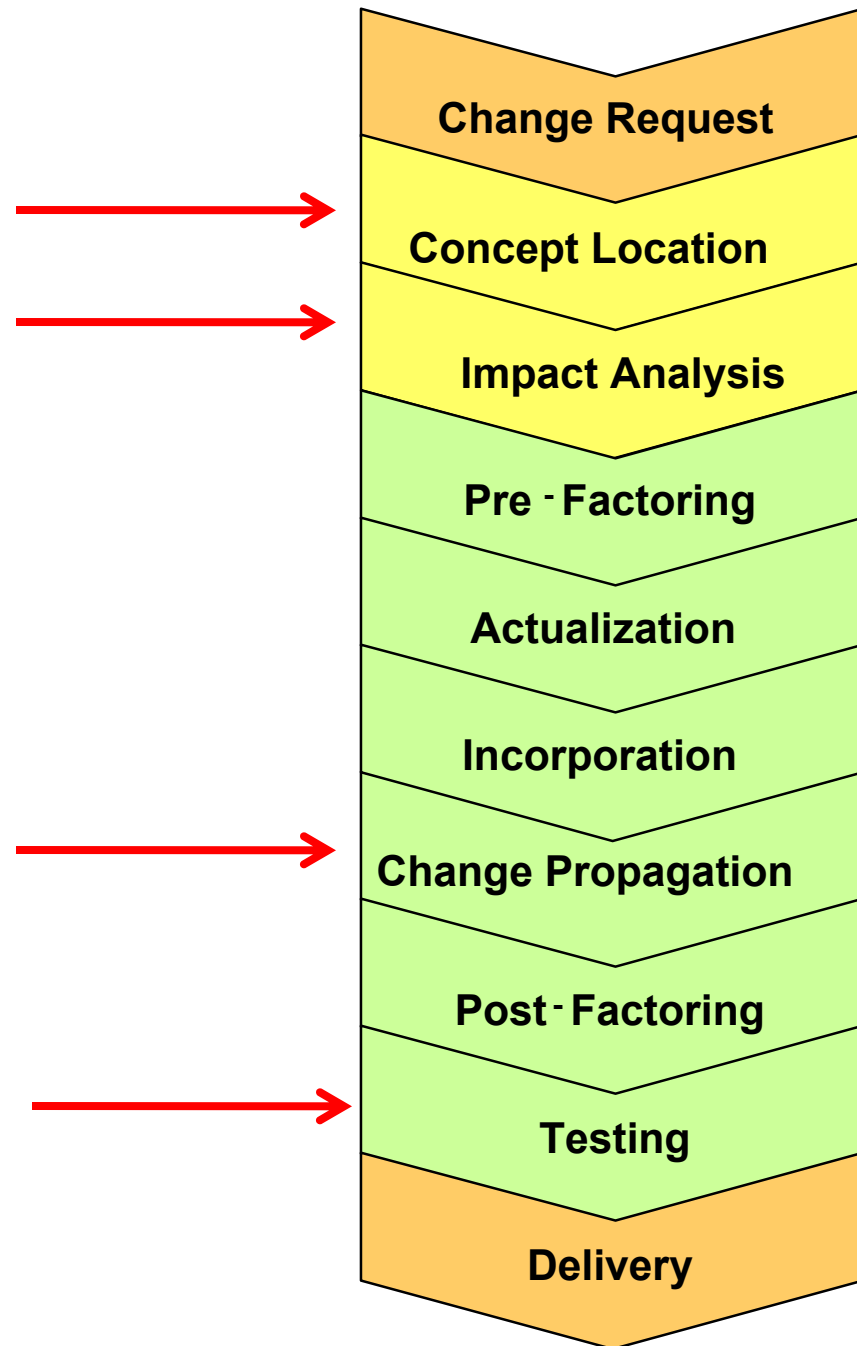 Change Request
Concept Location
Impact Analysis
Pre - Factoring
Actualization
Incorporation
Change Propagation
Post - Factoring
Testing
Delivery